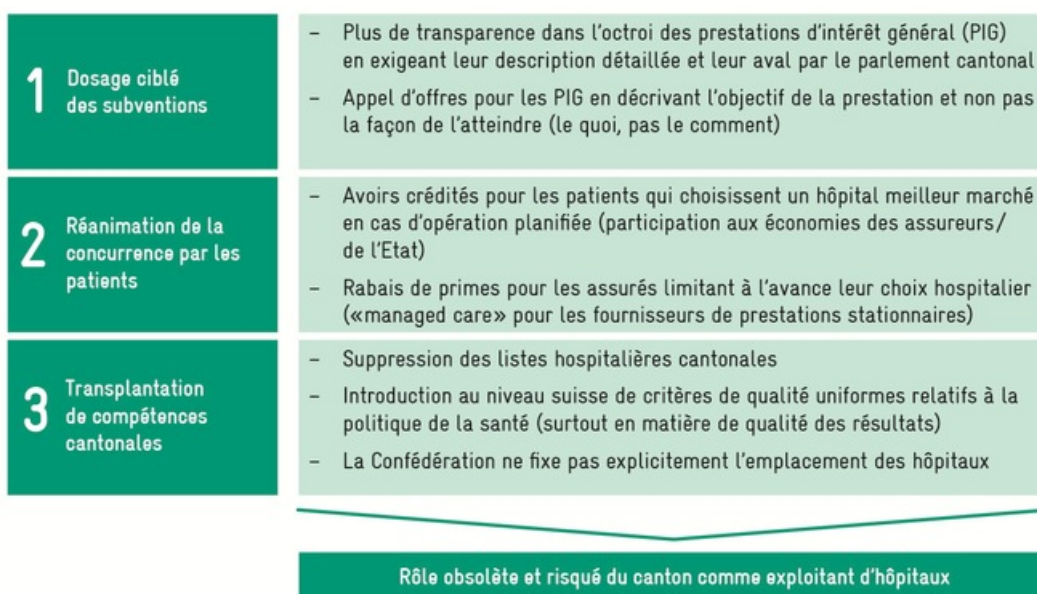 1
Dosage ciblé
des subventions
– Plus de transparence dans l'octroi des prestations d'intérêt général (PIG)
en exigeant leur description détaillée et leur aval par le parlement cantonal
– Appel d'offres pour les PIG en décrivant l'objectif de la prestation et non pas
la façon de l'atteindre (le quoi, pas le comment)
2
Réanimation de la
concurrence par les
patients
– Avoirs crédités pour les patients qui choisissent un hôpital meilleur marché
en cas d'opération planifiée (participation aux économies des assureurs/
de l'Etat)
– Rabais de primes pour les assurés limitant à l'avance leur choix hospitalier
(«managed care» pour les fournisseurs de prestations stationnaires)
3
Transplantation
de compétences
cantonales
– Suppression des listes hospitalières cantonales
– Introduction au niveau suisse de critères de qualité uniformes relatifs à la
politique de la santé (surtout en matière de qualité des résultats)
– La Confédération ne fixe pas explicitement l'emplacement des hôpitaux
Rôle obsolète et risqué du canton comme exploitant d'hôpitaux